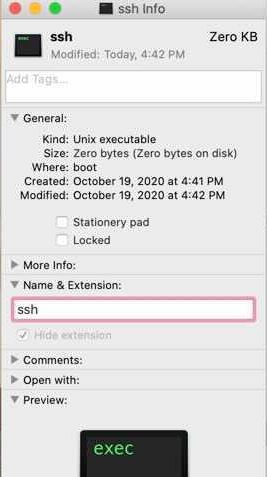 ssh Info
ssh
Zero KB
Modified: Today, 4:42 PM
Add Tags...
General:
Kind: Unix executable
Size: Zero bytes (Zero bytes on disk)
Where: boot
Created: October 19, 2020 at 4:41 PM
Modified: October 19, 2020 at 4:42 PM
Stationery pad
Locked
More Info:
Name & Extension:
ssh
Hide extension
Comments:
Open with:
Preview:
exec